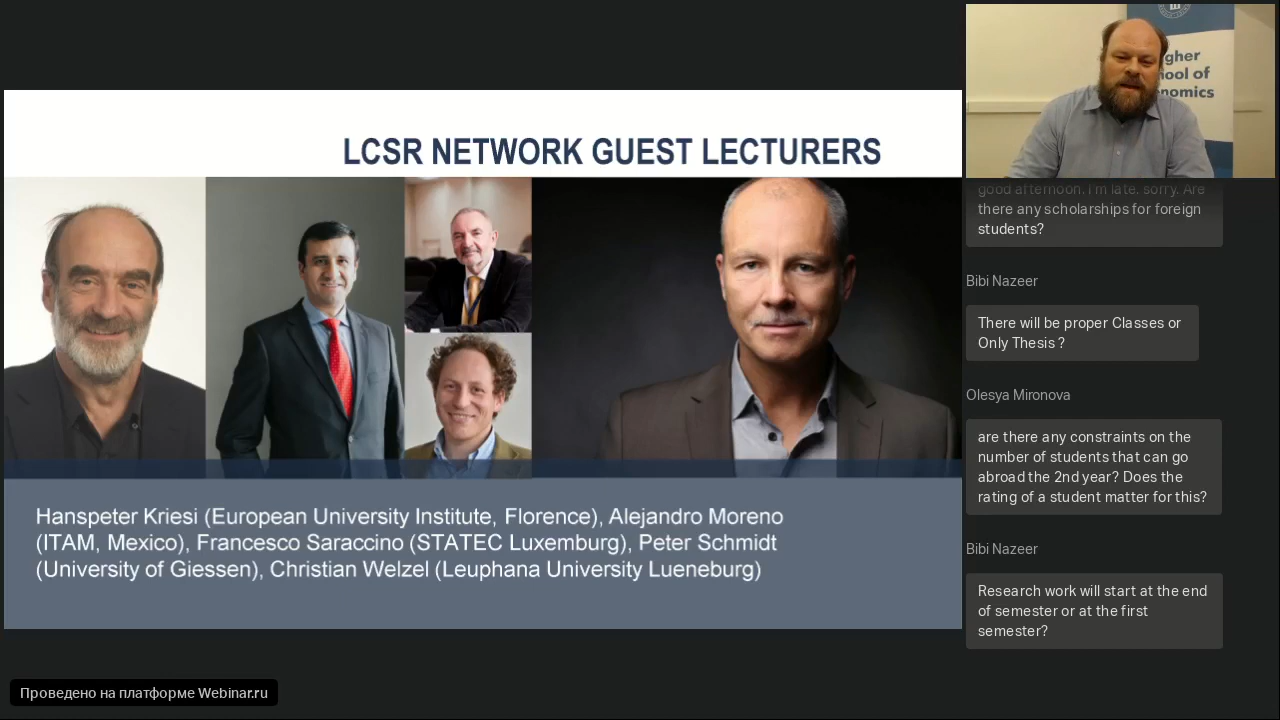 LCSR NETWORK GUEST LECTURERS
Hanspeter Kriesi (European University Institute, Florence), Alejandro Moreno
(ITAM, Mexico), Francesco Saraccino (STATEC Luxemburg), Peter Schmidt
(University of Giessen), Christian Welzel (Leuphana University Lueneburg)
gher
ool of
nomics
good afternoon. I'm late. sorry. Are
there any scholarships for foreign
students?
Bibi Nazeer
There will be proper Classes or
Only Thesis ?
Olesya Mironova
are there any constraints on the
number of students that can go
abroad the 2nd year? Does the
rating of a student matter for this?
Bibi Nazeer
Research work will start at the end
of semester or at the first
semester?
Проведено на платформе Webinar.ru